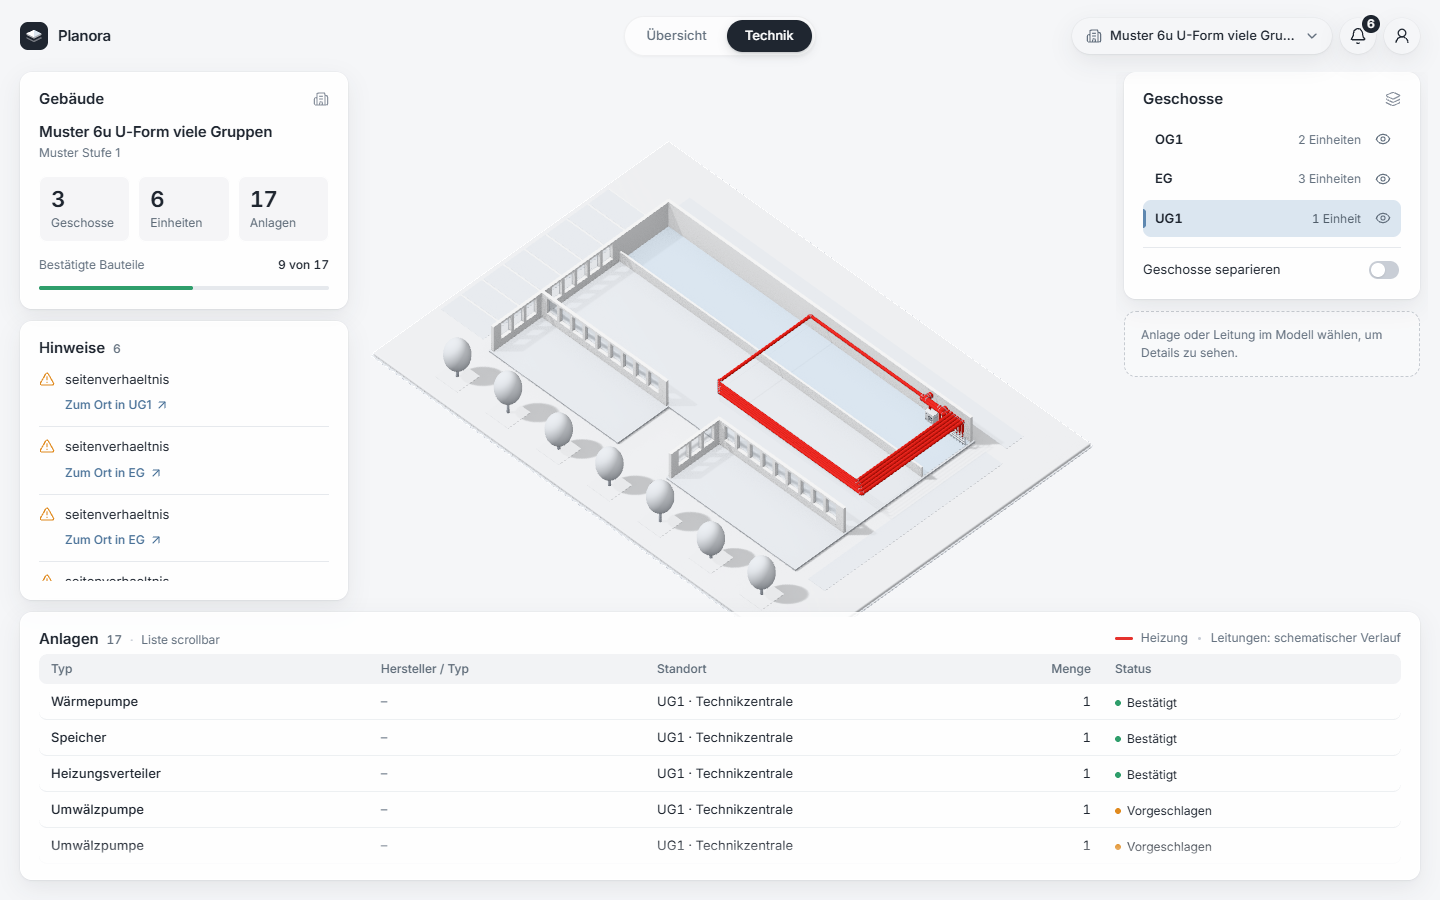 Planora
Übersicht
Technik
Muster 6u U-Form viele Gru...
6
Gebäude
Muster 6u U-Form viele Gruppen
Muster Stufe 1
3
Geschosse
6
Einheiten
17
Anlagen
Bestätigte Bauteile
9 von 17
Hinweise 6
seitenverhaeltnis
Zum Ort in UG1
seitenverhaeltnis
Zum Ort in EG
seitenverhaeltnis
Zum Ort in EG
seitenverhaeltnis
Geschosse
OG1 2 Einheiten
EG 3 Einheiten
UG1 1 Einheit
Geschosse separieren
Anlage oder Leitung im Modell wählen, um
Details zu sehen.
Anlagen 17 · Liste scrollbar
Heizung • Leitungen: schematischer Verlauf
Typ Hersteller / Typ Standort Menge Status
Wärmepumpe – UG1 · Technikzentrale 1 Bestätigt
Speicher – UG1 · Technikzentrale 1 Bestätigt
Heizungsverteiler – UG1 · Technikzentrale 1 Bestätigt
Umwälzpumpe – UG1 · Technikzentrale 1 Vorgeschlagen
Umwälzpumpe – UG1 · Technikzentrale 1 Vorgeschlagen